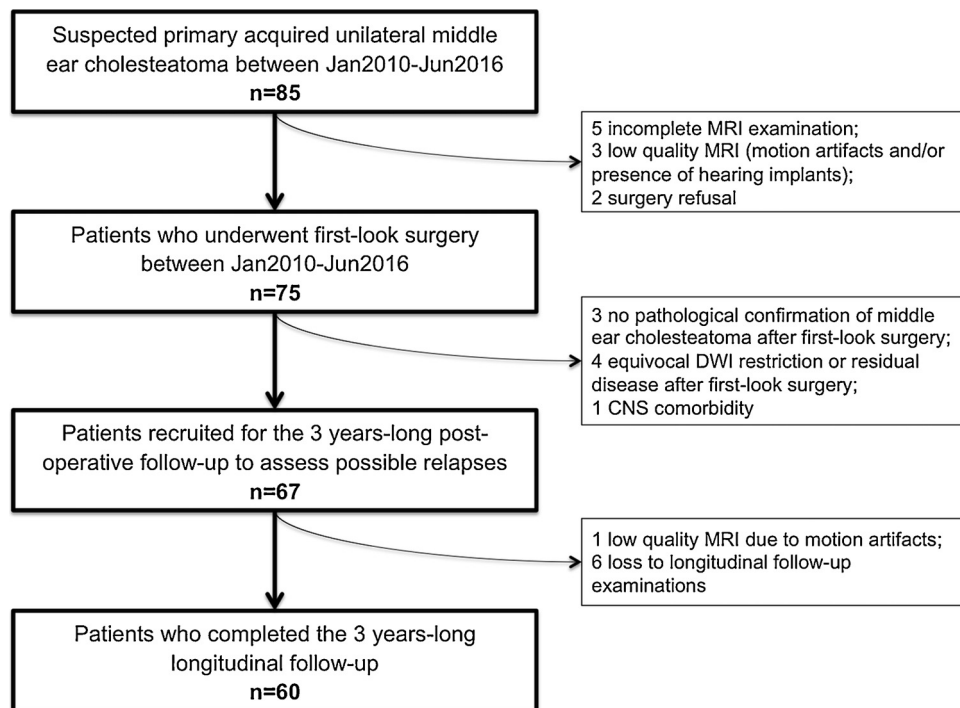 Suspected primary acquired unilateral middle
ear cholesteatoma between Jan2010-Jun2016
n=85
5 incomplete MRI examination;
3 low quality MRI (motion artifacts and/or
presence of hearing implants);
2 surgery refusal
Patients who underwent first-look surgery
between Jan2010-Jun2016
n=75
3 no pathological confirmation of middle
ear cholesteatoma after first-look surgery;
4 equivocal DWI restriction or residual
disease after first-look surgery;
1 CNS comorbidity
Patients recruited for the 3 years-long post-
operative follow-up to assess possible relapses
n=67
1 low quality MRI due to motion artifacts;
6 loss to longitudinal follow-up
examinations
Patients who completed the 3 years-long
longitudinal follow-up
n=60